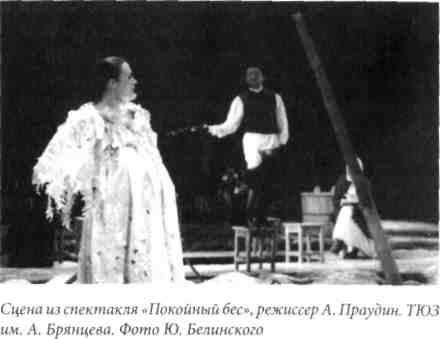 Сцена из спектакля «Покойный бес», режиссер А. Праудин. ТЮЗ
им. А. Брянцева. Фото Ю. Белинского